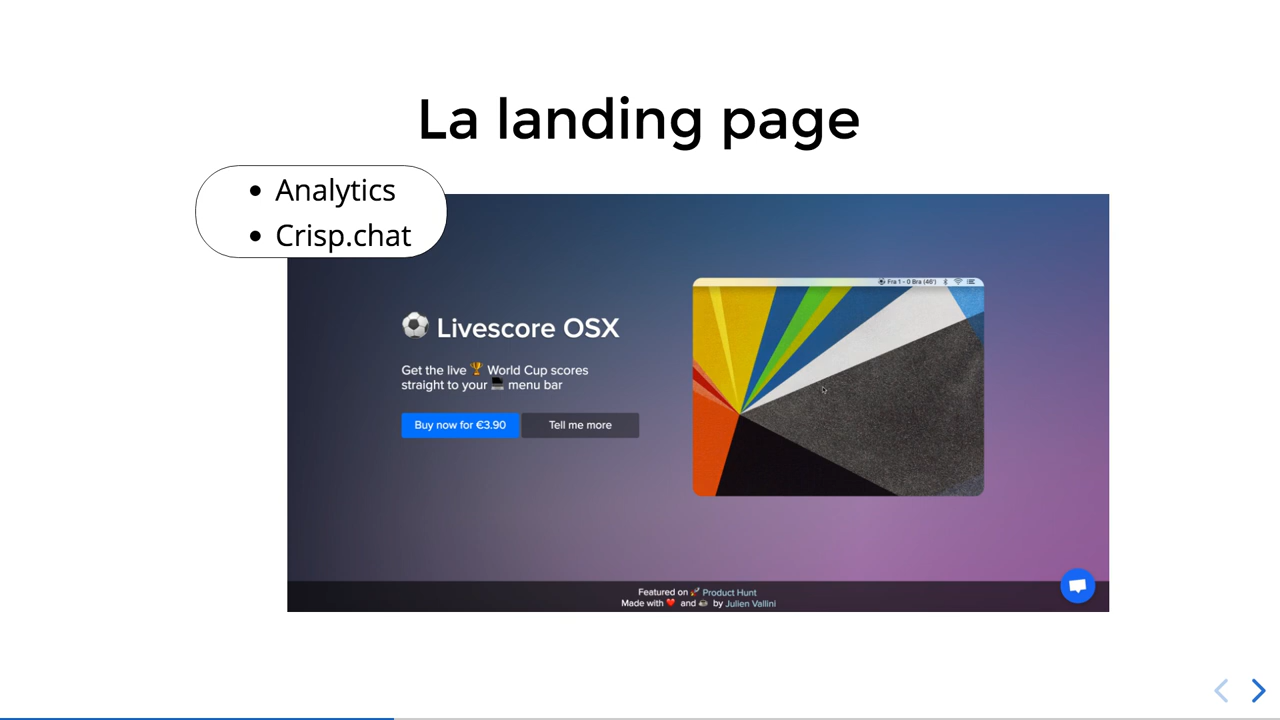 La landing page
• Analytics
• Crisp.chat
Fra 1 - 0 Bra (46')
⚽ Livescore OSX
Get the live 🏆 World Cup scores
straight to your 💻 menu bar
Buy now for €3.90
Tell me more
Featured on 🚀 Product Hunt
Made with ❤️ and ☕ by Julien Vallini